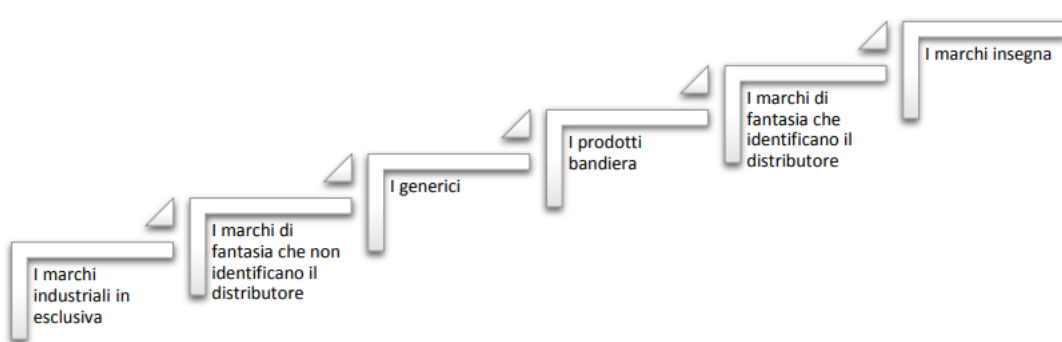 I marchi
industriali in
esclusiva
I marchi di
fantasia che non
identificano il
distributore
I generici
I prodotti
bandiera
I marchi di
fantasia che
identificano il
distributore
I marchi insegna